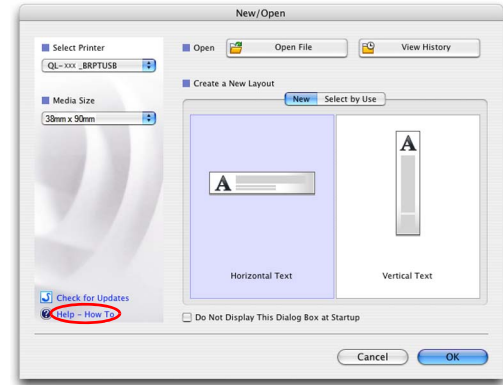 New/Open
Select Printer
QL-xxx _BRPTUSB
Media Size
38mm x 90mm
Check for Updates
Help - How To
Open
Open File
View History
Create a New Layout
New
Select by Use
A
A
Horizontal Text
Vertical Text
Do Not Display This Dialog Box at Startup
Cancel
OK